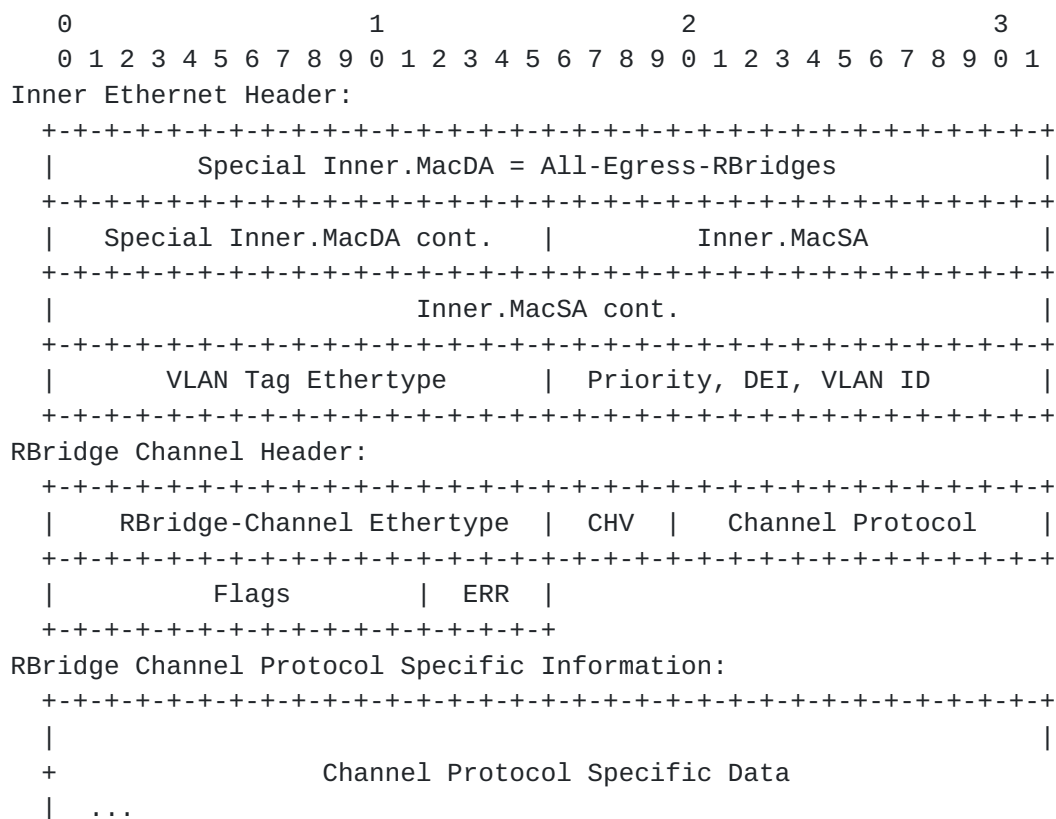 0                   1                   2                   3
   0 1 2 3 4 5 6 7 8 9 0 1 2 3 4 5 6 7 8 9 0 1 2 3 4 5 6 7 8 9 0 1
Inner Ethernet Header:
  +-+-+-+-+-+-+-+-+-+-+-+-+-+-+-+-+-+-+-+-+-+-+-+-+-+-+-+-+-+-+-+-+
  |         Special Inner.MacDA = All-Egress-RBridges             |
  +-+-+-+-+-+-+-+-+-+-+-+-+-+-+-+-+-+-+-+-+-+-+-+-+-+-+-+-+-+-+-+-+
  |   Special Inner.MacDA cont.   |         Inner.MacSA           |
  +-+-+-+-+-+-+-+-+-+-+-+-+-+-+-+-+-+-+-+-+-+-+-+-+-+-+-+-+-+-+-+-+
  |                       Inner.MacSA cont.                       |
  +-+-+-+-+-+-+-+-+-+-+-+-+-+-+-+-+-+-+-+-+-+-+-+-+-+-+-+-+-+-+-+-+
  |       VLAN Tag Ethertype      |  Priority, DEI, VLAN ID       |
  +-+-+-+-+-+-+-+-+-+-+-+-+-+-+-+-+-+-+-+-+-+-+-+-+-+-+-+-+-+-+-+-+
RBridge Channel Header:
  +-+-+-+-+-+-+-+-+-+-+-+-+-+-+-+-+-+-+-+-+-+-+-+-+-+-+-+-+-+-+-+-+
  |    RBridge-Channel Ethertype  |  CHV  |   Channel Protocol    |
  +-+-+-+-+-+-+-+-+-+-+-+-+-+-+-+-+-+-+-+-+-+-+-+-+-+-+-+-+-+-+-+-+
  |          Flags        |  ERR  |
  +-+-+-+-+-+-+-+-+-+-+-+-+-+-+-+-+
RBridge Channel Protocol Specific Information:
  +-+-+-+-+-+-+-+-+-+-+-+-+-+-+-+-+-+-+-+-+-+-+-+-+-+-+-+-+-+-+-+-+
  |                                                               |
  +                 Channel Protocol Specific Data
  |  ...